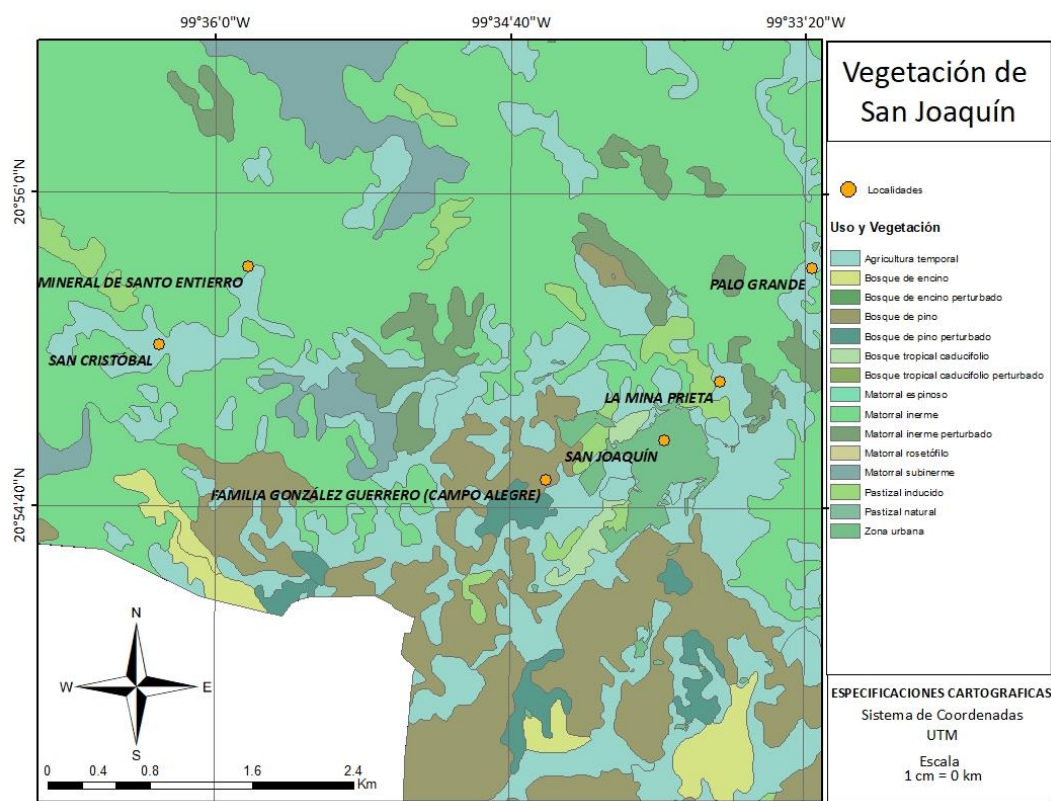 99°36'0"W
99°34'40"W
99°33'20"W
20°56'0"N
20°54'40"N
MINERAL DE SANTO ENTIERRO
PALO GRANDE
SAN CRISTÓBAL
LA MINA PRIETA
SAN JOAQUÍN
FAMILIA GONZÁLEZ GUERRERO (CAMPO ALEGRE)
N
W
E
S
0 0.4 0.8 1.6 2.4
Km
Vegetación de
San Joaquín
Localidades
Uso y Vegetación
Agricultura temporal
Bosque de encino
Bosque de encino perturbado
Bosque de pino
Bosque de pino perturbado
Bosque tropical caducifolio
Bosque tropical caducifolio perturbado
Matorral espinoso
Matorral inerme
Matorral inerme perturbado
Matorral rosetófilo
Matorral subinerme
Pastizal inducido
Pastizal natural
Zona urbana
ESPECIFICACIONES CARTOGRAFICAS
Sistema de Coordenadas
UTM
Escala
1 cm = 0 km